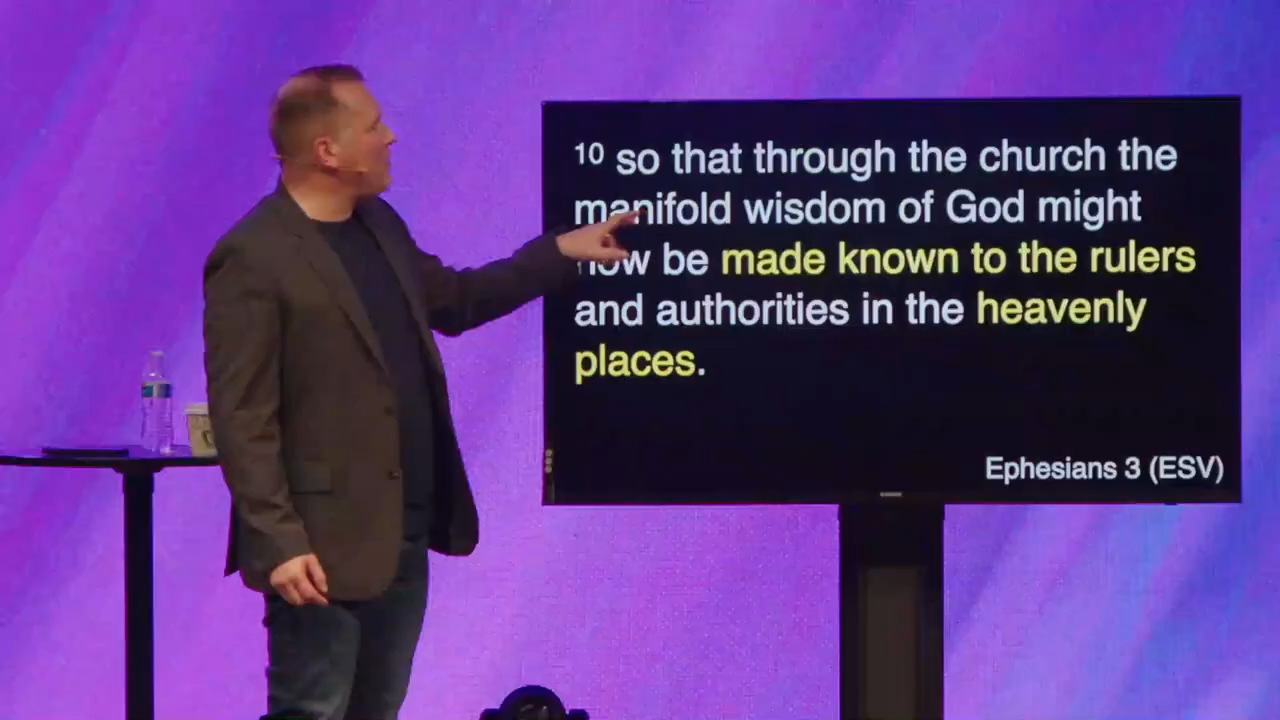 10 so that through the church the
manifold wisdom of God might
now be made known to the rulers
and authorities in the heavenly
places.
Ephesians 3 (ESV)